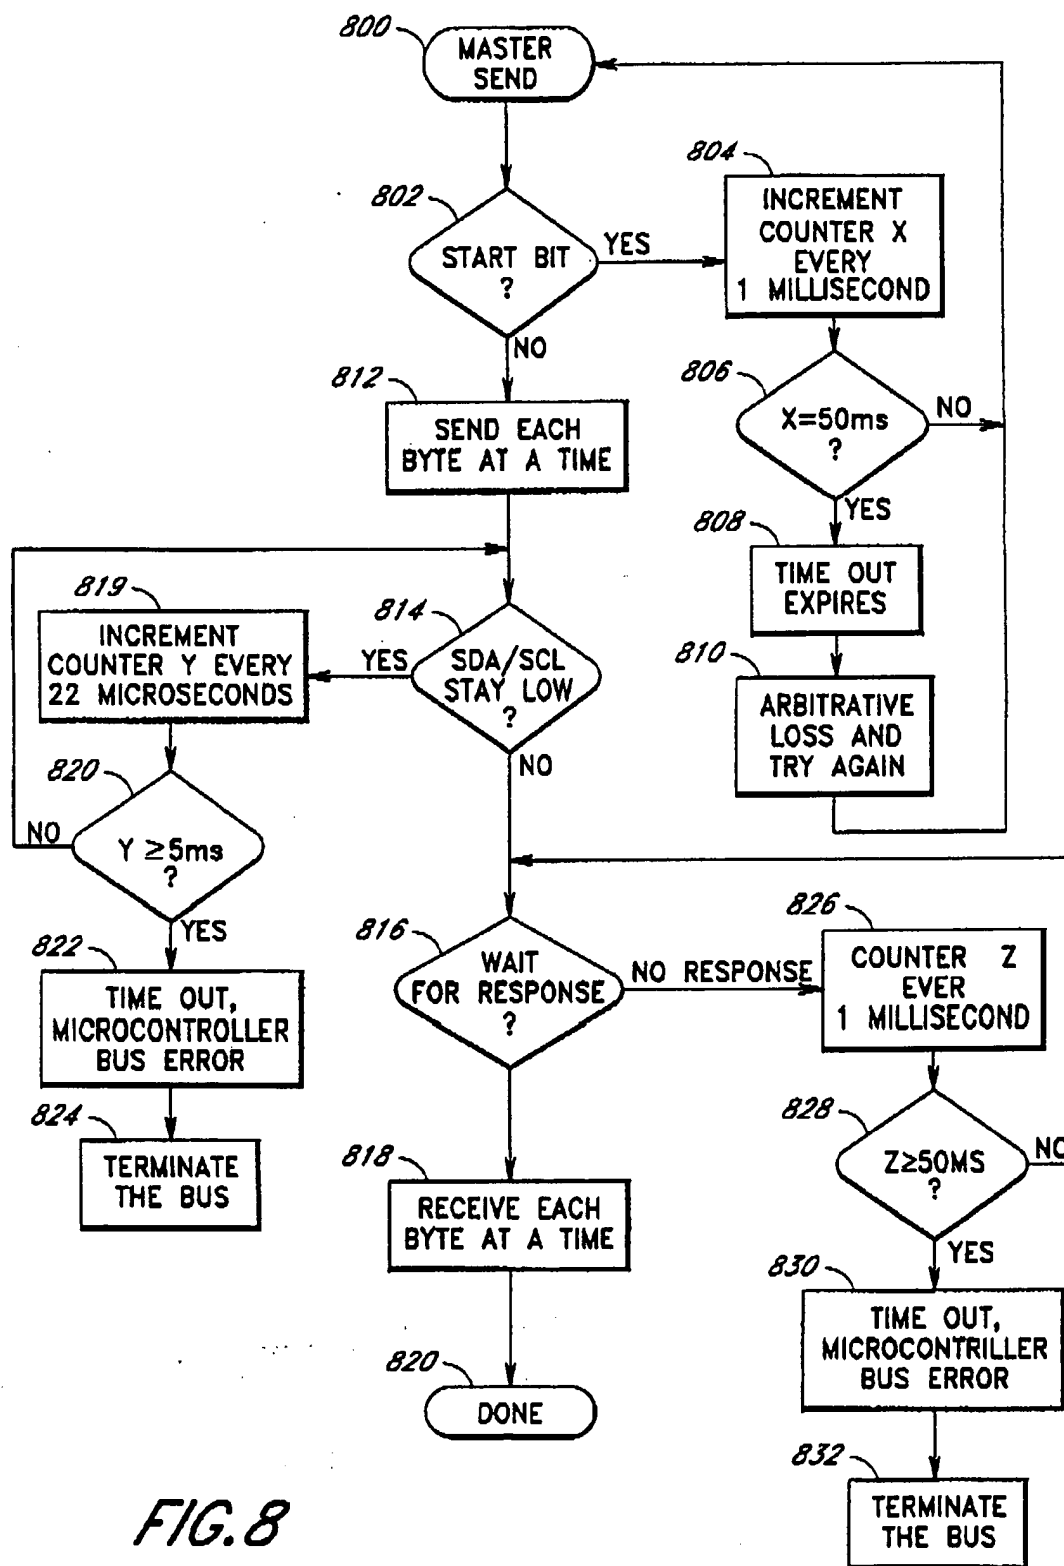 800
MASTER
SEND
802
START BIT
?
YES
NO
804
INCREMENT
COUNTER X
EVERY
1 MILLISECOND
806
X=50ms
?
NO
YES
808
TIME OUT
EXPIRES
810
ARBITRATIVE
LOSS AND
TRY AGAIN
812
SEND EACH
BYTE AT A TIME
814
SDA/SCL
STAY LOW
?
YES
NO
819
INCREMENT
COUNTER Y EVERY
22 MICROSECONDS
820
Y ≥5ms
?
NO
YES
822
TIME OUT,
MICROCONTROLLER
BUS ERROR
824
TERMINATE
THE BUS
816
WAIT
FOR RESPONSE
?
NO RESPONSE
826
COUNTER Z
EVER
1 MILLISECOND
828
Z≥50MS
?
NO
YES
830
TIME OUT,
MICROCONTRILLER
BUS ERROR
832
TERMINATE
THE BUS
818
RECEIVE EACH
BYTE AT A TIME
820
DONE
FIG.8